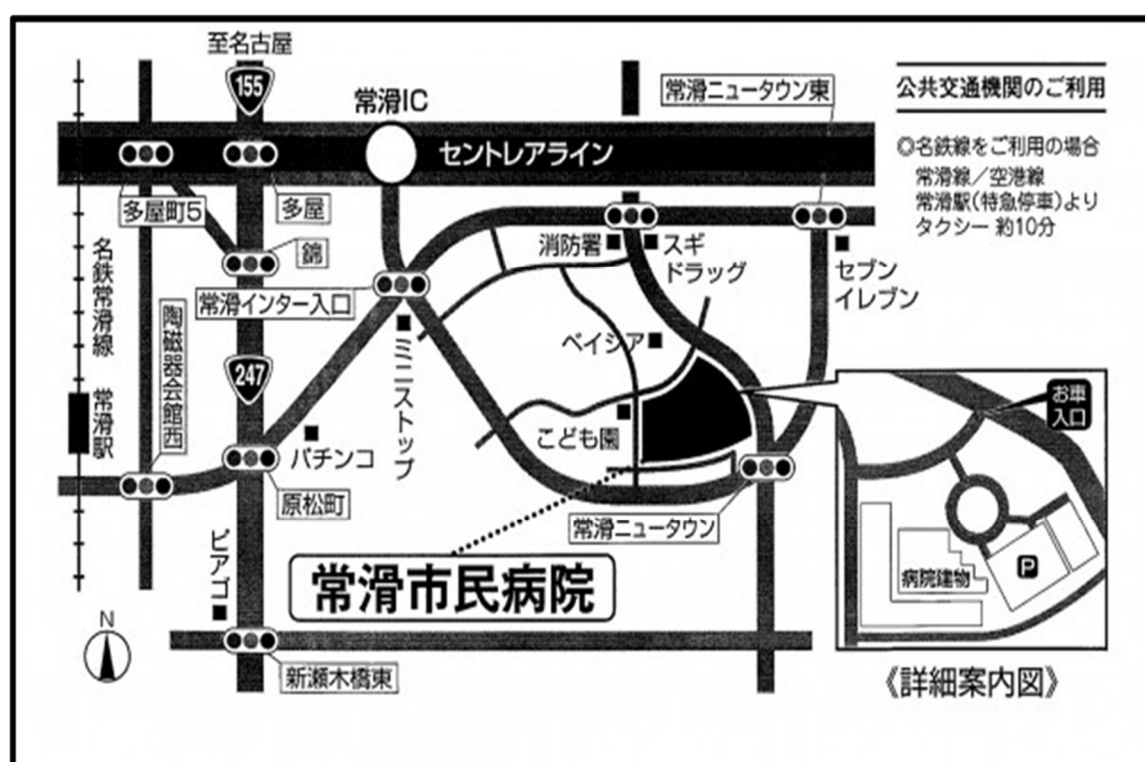 至名古屋
155
常滑IC
常滑ニュータウン東
公共交通機関のご利用
セントレアライン
◎名鉄線をご利用の場合
常滑線/空港線
常滑駅(特急停車)より
タクシー 約10分
多屋町5
多屋
錦
消防署
スギ
ドラッグ
セブン
イレブン
名鉄常滑線
常滑インター入口
陶磁器会館西
ベイシア
ミニストップ
247
常滑駅
お車
入口
こども園
パチンコ
原松町
常滑ニュータウン
ピアゴ
常滑市民病院
病院建物
P
N
新瀬木橋東
《詳細案内図》